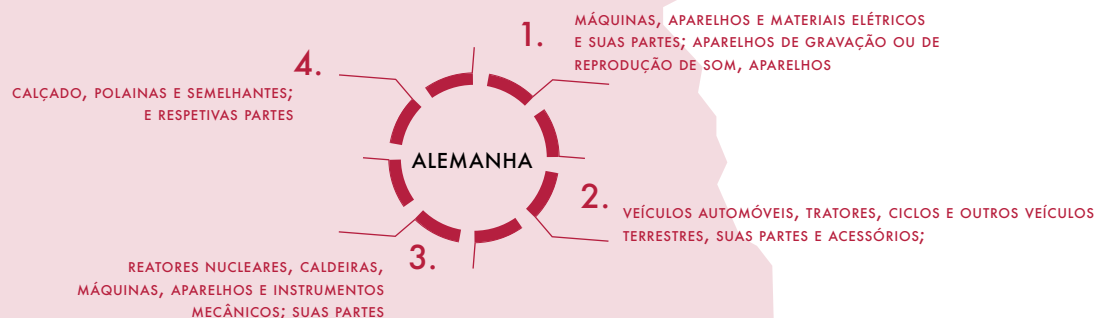 1.
MÁQUINAS, APARELHOS E MATERIAIS ELÉTRICOS
E SUAS PARTES; APARELHOS DE GRAVAÇÃO OU DE
REPRODUÇÃO DE SOM, APARELHOS
4.
CALÇADO, POLAINAS E SEMELHANTES;
E RESPETIVAS PARTES
ALEMANHA
2.
VEÍCULOS AUTOMÓVEIS, TRATORES, CICLOS E OUTROS VEÍCULOS
TERRESTRES, SUAS PARTES E ACESSÓRIOS;
3.
REATORES NUCLEARES, CALDEIRAS,
MÁQUINAS, APARELHOS E INSTRUMENTOS
MECÂNICOS; SUAS PARTES